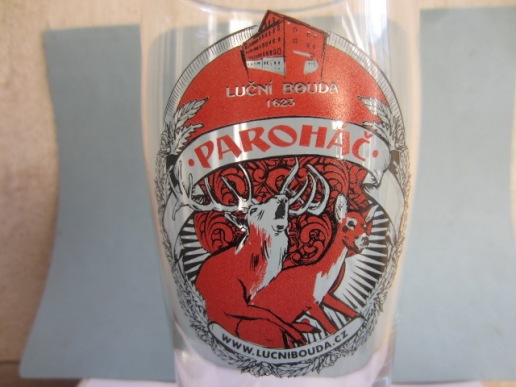 LUČNÍ BOUDA
1623
·PAROHÁČ·
WWW.LUCNIBOUDA.CZ